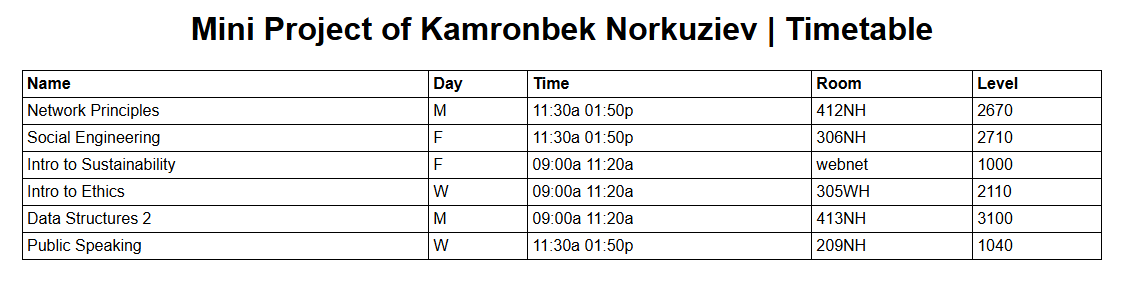 Mini Project of Kamronbek Norkuziev | Timetable
Name Day Time Room Level
Network Principles M 11:30a 01:50p 412NH 2670
Social Engineering F 11:30a 01:50p 306NH 2710
Intro to Sustainability F 09:00a 11:20a webnet 1000
Intro to Ethics W 09:00a 11:20a 305WH 2110
Data Structures 2 M 09:00a 11:20a 413NH 3100
Public Speaking W 11:30a 01:50p 209NH 1040